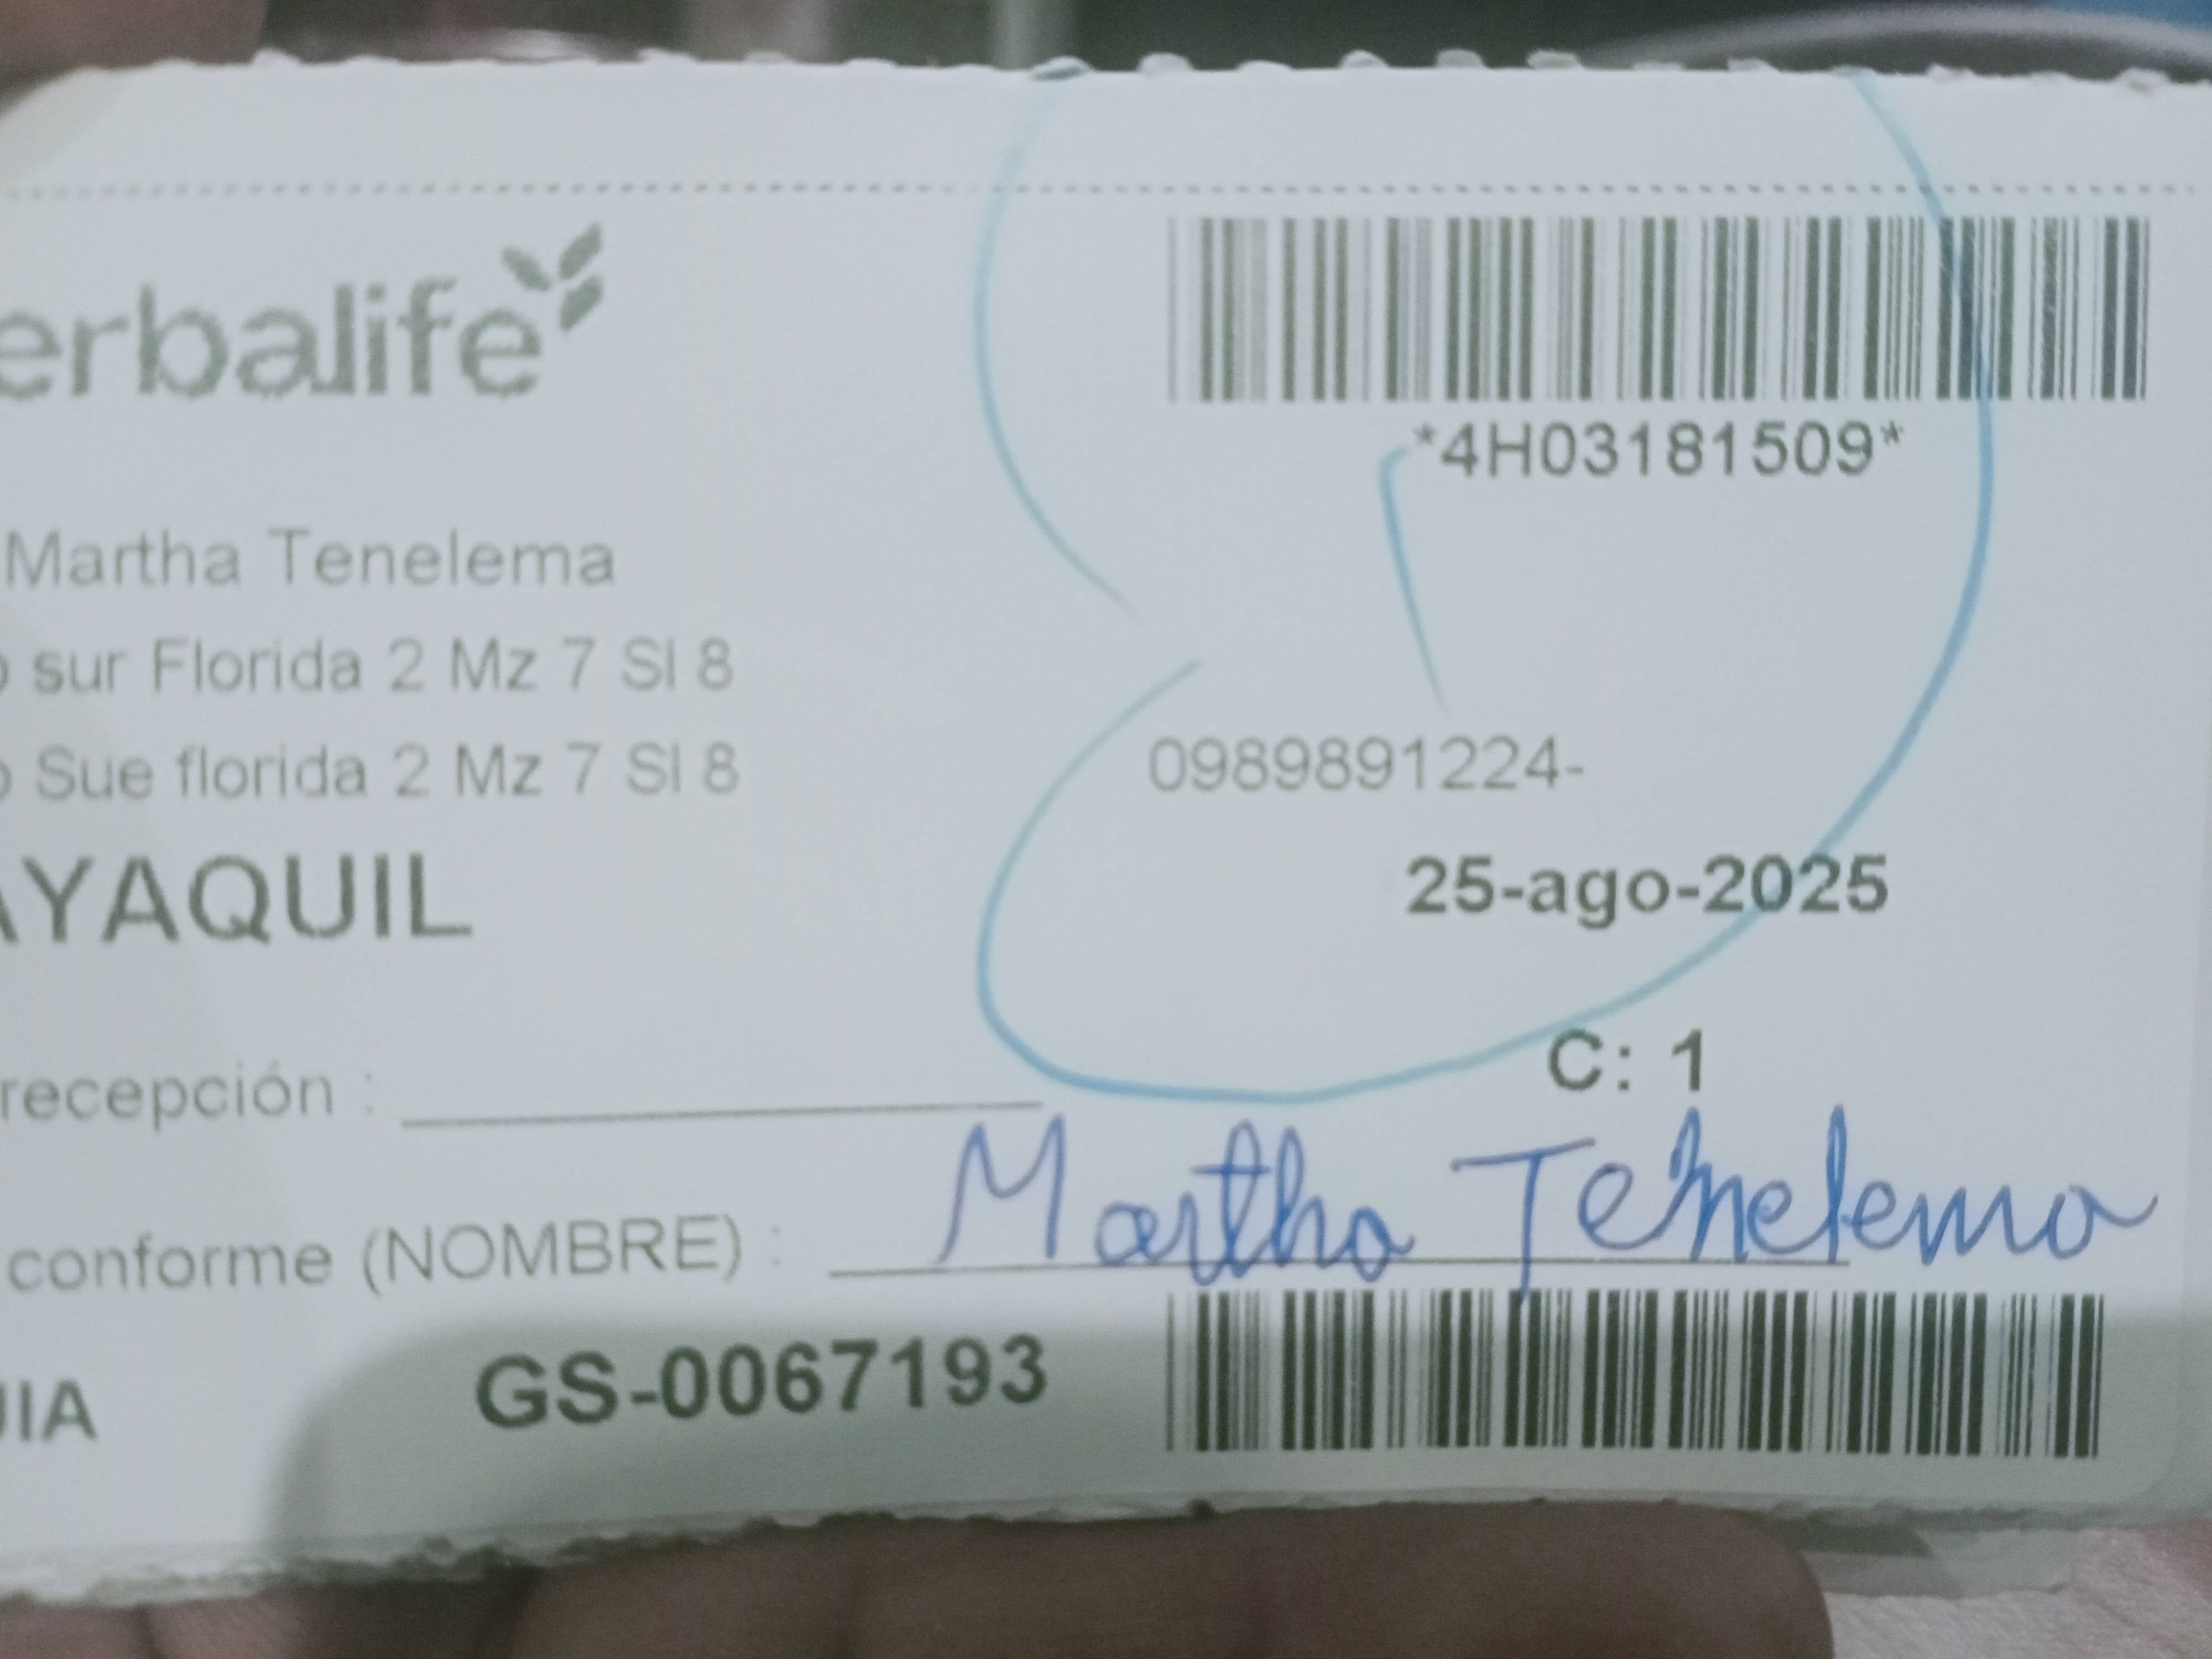 erbalife
*4H03181509*
Martha Tenelema
sur Florida 2 Mz 7 Sl 8
Sue florida 2 Mz 7 Sl 8
0989891224-
AYAQUIL
25-ago-2025
C: 1
recepción :
conforme (NOMBRE) : Martha Tenelema
UIA GS-0067193